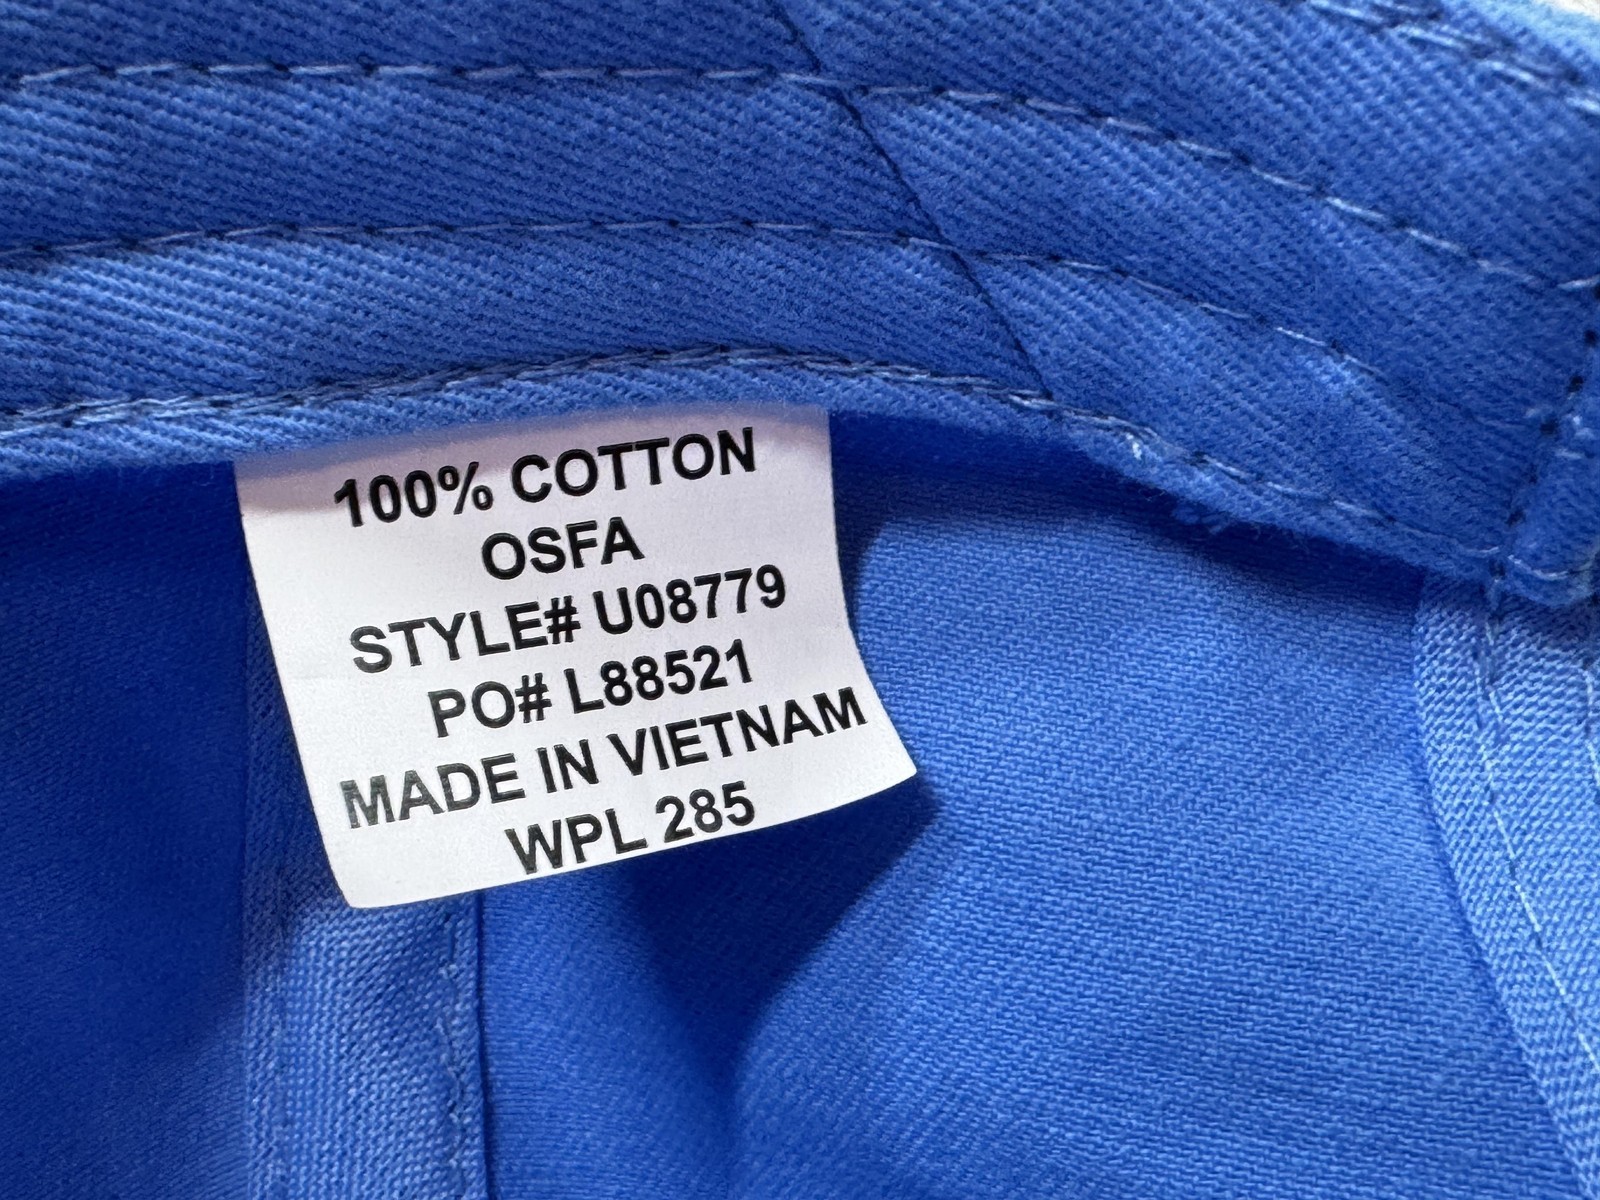 100% COTTON
OSFA
STYLE# U08779
PO# L88521
MADE IN VIETNAM
WPL 285